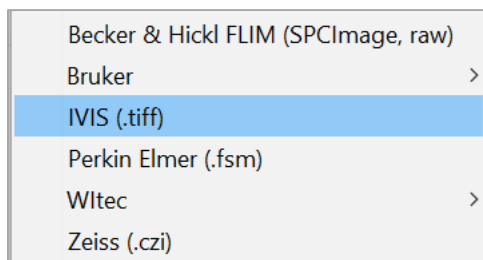 Becker & Hickl FLIM (SPCImage, raw)
Bruker
IVIS (.tiff)
Perkin Elmer (.fsm)
WItec
Zeiss (.czi)